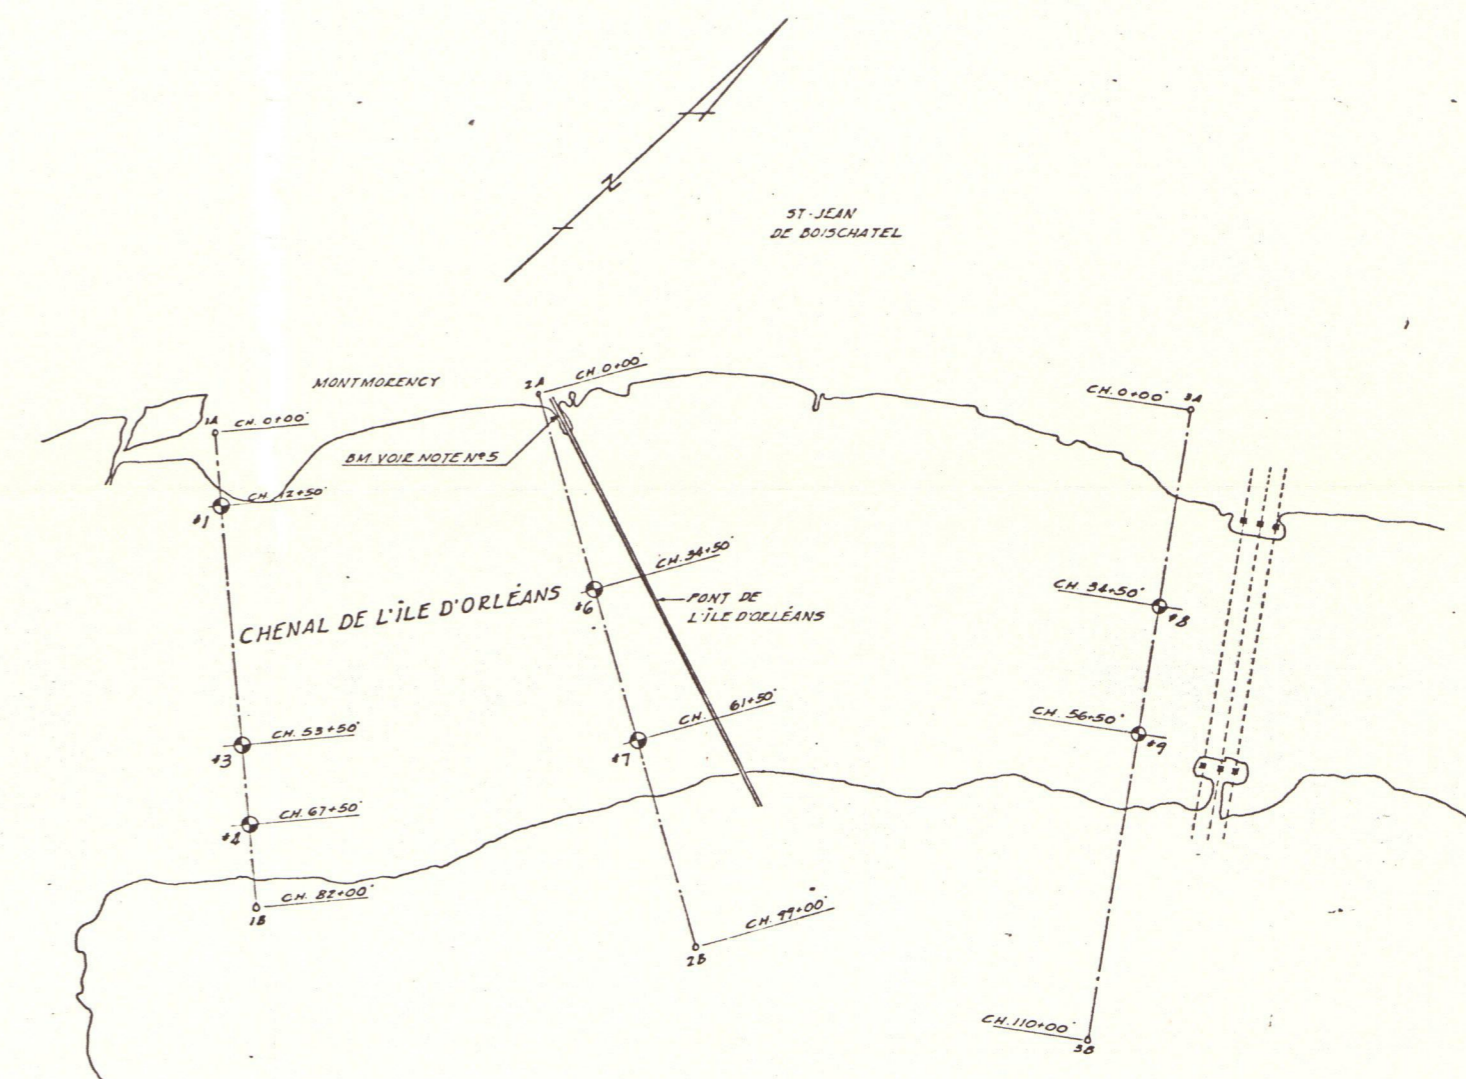 N
ST-JEAN
DE BOISCHATEL
MONTMORENCY
2A
CH. 0+00'
CH. 0+00'
3A
1A
CH. 0+00'
BM. VOIR NOTE Nº5
CH. 12+50'
#1
CH. 34+50'
CHENAL DE L'ÎLE D'ORLÉANS
#6
PONT DE
L'ÎLE D'ORLÉANS
CH. 34+50'
#8
CH. 61+50'
CH. 56+50'
#9
CH. 53+50'
#3
#7
CH. 67+50'
#4
CH. 82+00'
1B
CH. 99+00'
2B
CH. 110+00'
3B